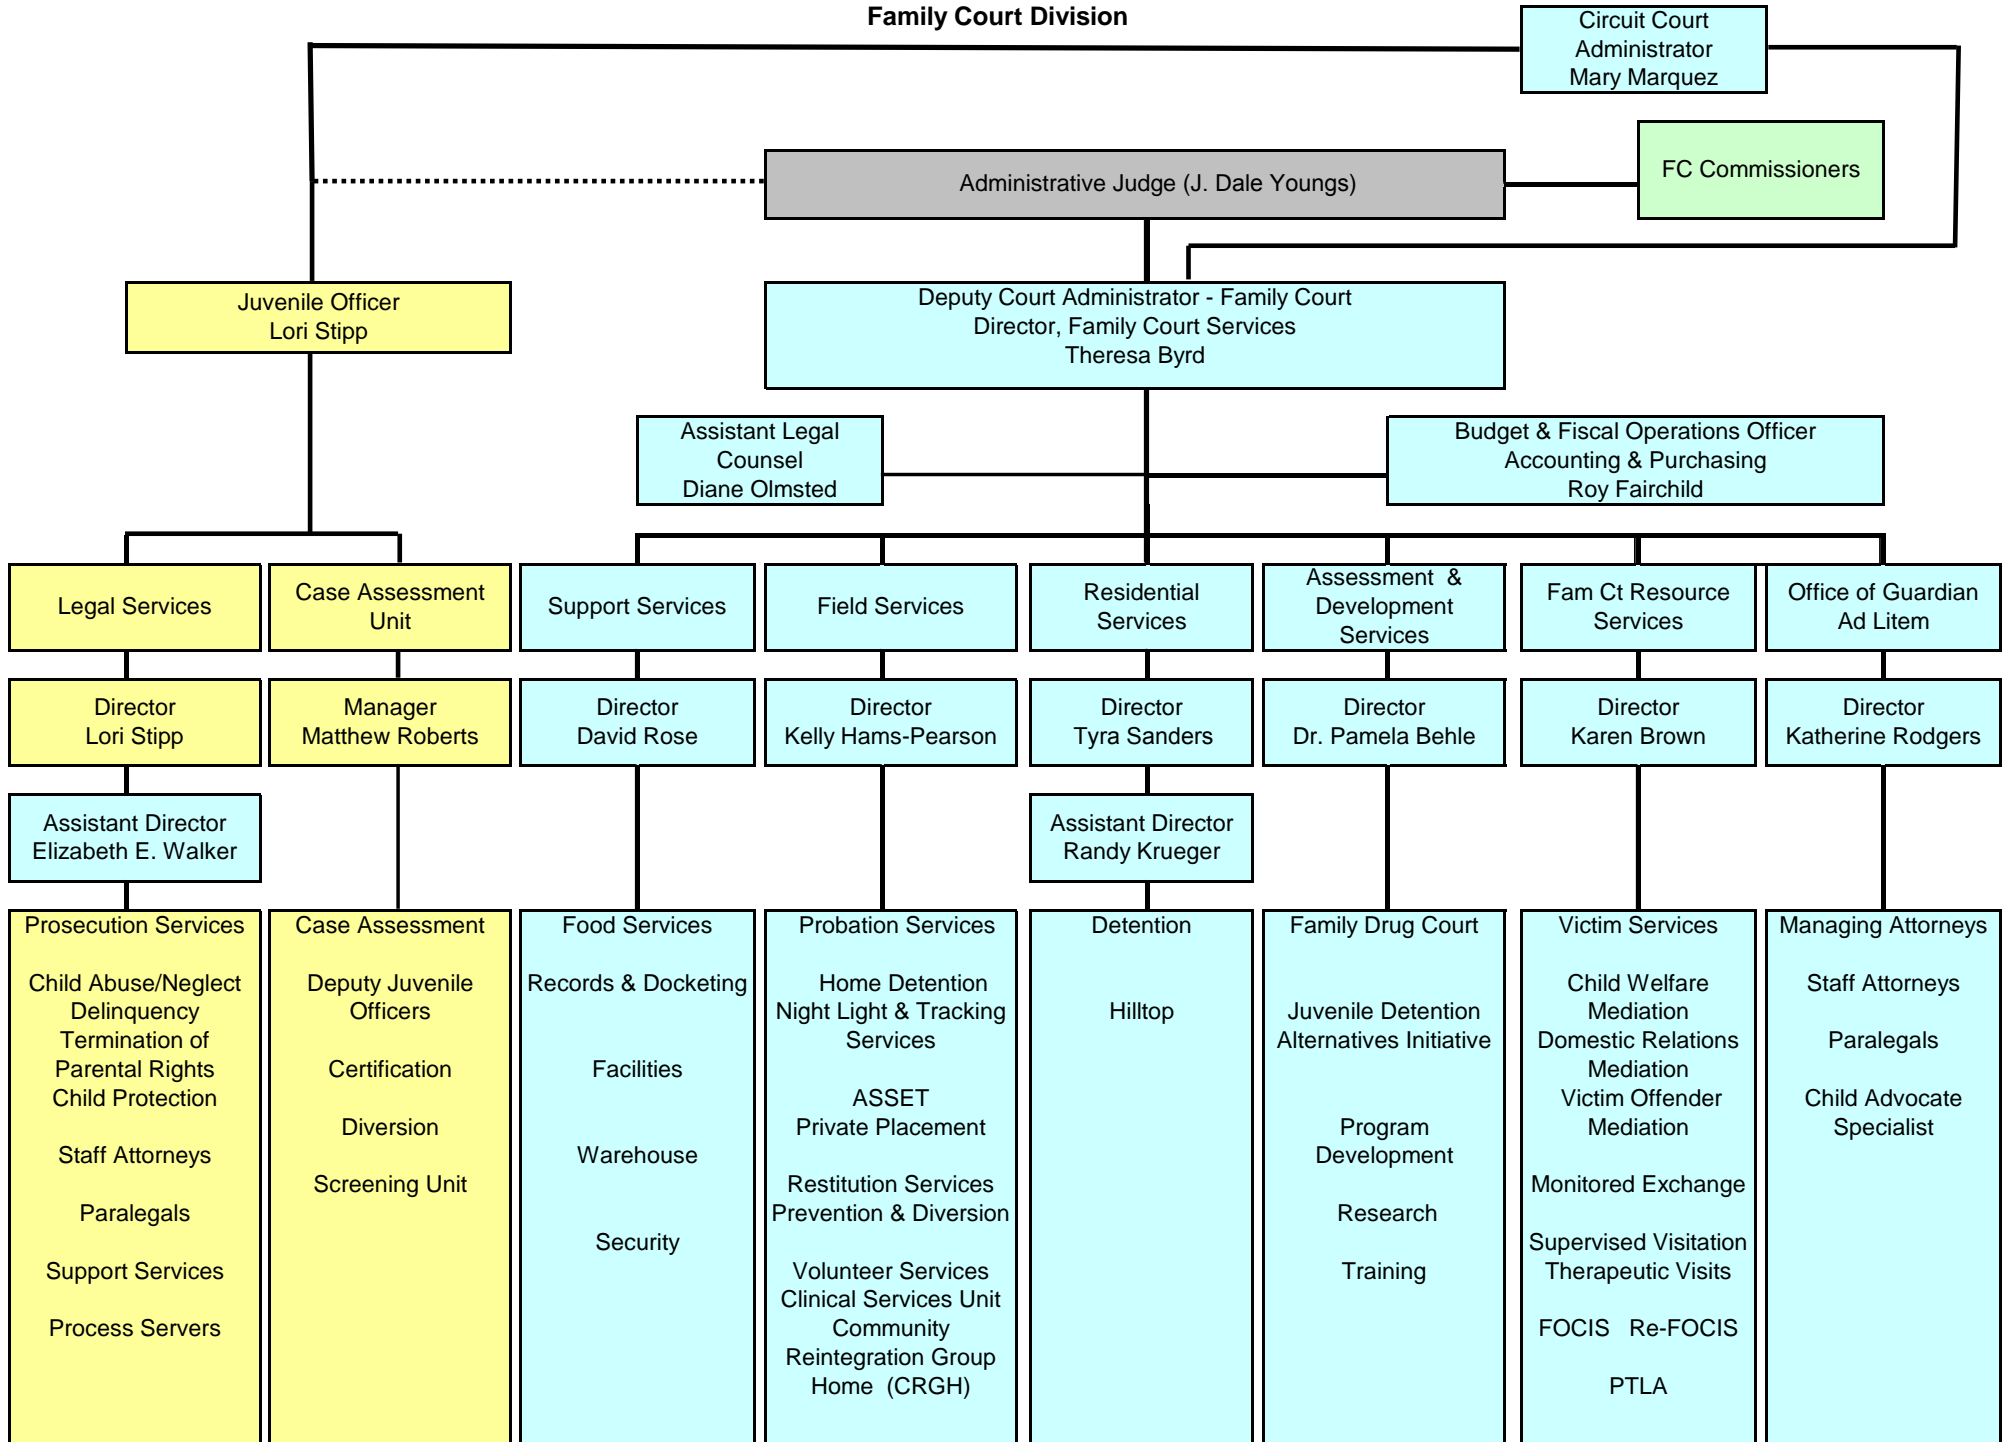 Family Court Division
Circuit Court
Administrator
Mary Marquez
FC Commissioners
Administrative Judge (J. Dale Youngs)
Juvenile Officer
Lori Stipp
Deputy Court Administrator - Family Court
Director, Family Court Services
Theresa Byrd
Assistant Legal
Counsel
Diane Olmsted
Budget & Fiscal Operations Officer
Accounting & Purchasing
Roy Fairchild
Legal Services
Case Assessment
Unit
Support Services
Field Services
Residential
Services
Assessment & 
Development
Services
Fam Ct Resource
Services
Office of Guardian
Ad Litem
Director
Lori Stipp
Manager
Matthew Roberts
Director
David Rose
Director
Kelly Hams-Pearson
Director
Tyra Sanders
Director
Dr. Pamela Behle
Director
Karen Brown
Director
Katherine Rodgers
Assistant Director
Elizabeth E. Walker
Assistant Director
Randy Krueger
Prosecution Services
Child Abuse/Neglect
Delinquency
Termination of
Parental Rights
Child Protection
Staff Attorneys
Paralegals
Support Services
Process Servers
Case Assessment
Deputy Juvenile
Officers
Certification
Diversion
Screening Unit
Food Services
Records & Docketing
Facilities
Warehouse
Security
Probation Services
Home Detention
Night Light & Tracking
Services
ASSET
Private Placement
Restitution Services
Prevention & Diversion
Volunteer Services
Clinical Services Unit
Community
Reintegration Group
Home (CRGH)
Detention
Hilltop
Family Drug Court
Juvenile Detention
Alternatives Initiative
Program
Development
Research
Training
Victim Services
Child Welfare
Mediation
Domestic Relations
Mediation
Victim Offender
Mediation
Monitored Exchange
Supervised Visitation
Therapeutic Visits
FOCIS Re-FOCIS
PTLA
Managing Attorneys
Staff Attorneys
Paralegals
Child Advocate
Specialist